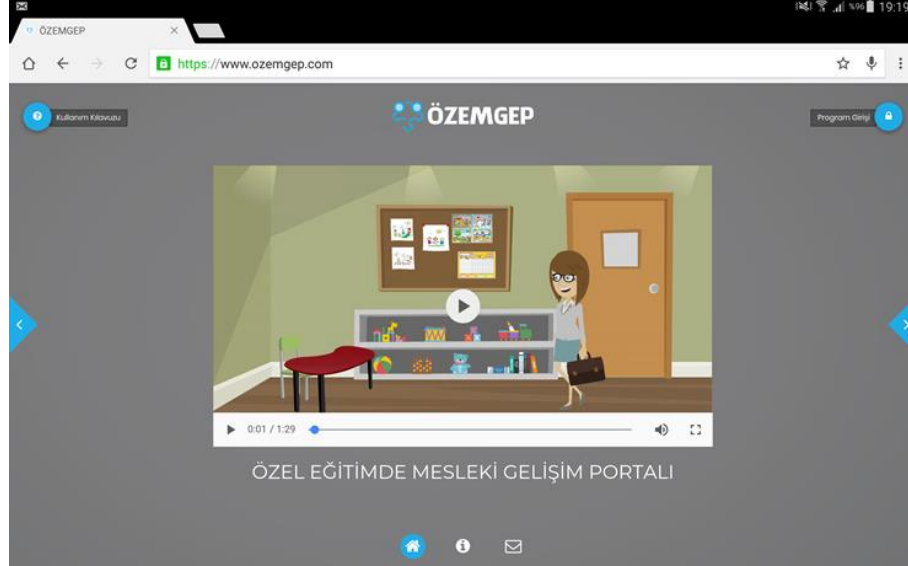 %96 19:19
ÖZEMGEP
https://www.ozemgep.com
Kullanım Kılavuzu
ÖZEMGEP
Program Girişi
0:01 / 1:29
ÖZEL EĞİTİMDE MESLEKİ GELİŞİM PORTALI